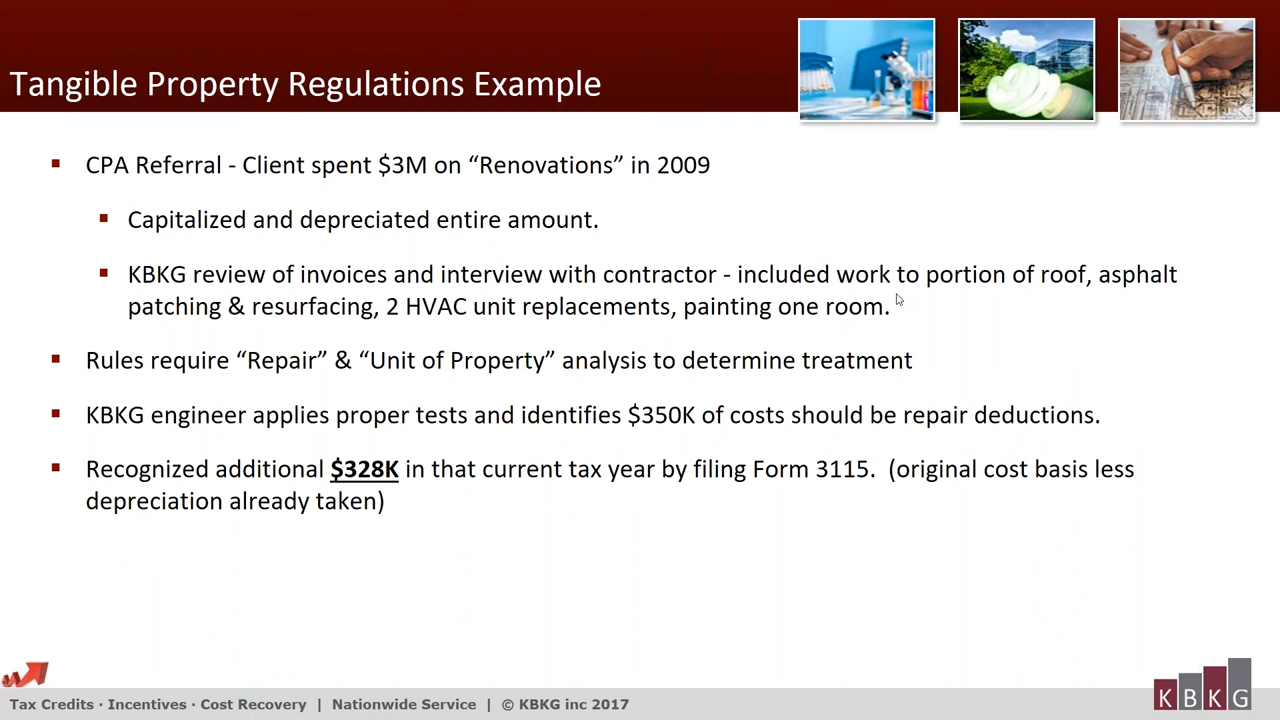 Tangible Property Regulations Example
CPA Referral - Client spent $3M on “Renovations” in 2009
Capitalized and depreciated entire amount.
KBKG review of invoices and interview with contractor - included work to portion of roof, asphalt
patching & resurfacing, 2 HVAC unit replacements, painting one room.
Rules require “Repair” & “Unit of Property” analysis to determine treatment
KBKG engineer applies proper tests and identifies $350K of costs should be repair deductions.
Recognized additional $328K in that current tax year by filing Form 3115.  (original cost basis less
depreciation already taken)
Tax Credits · Incentives · Cost Recovery | Nationwide Service | © KBKG inc 2017
KBKG